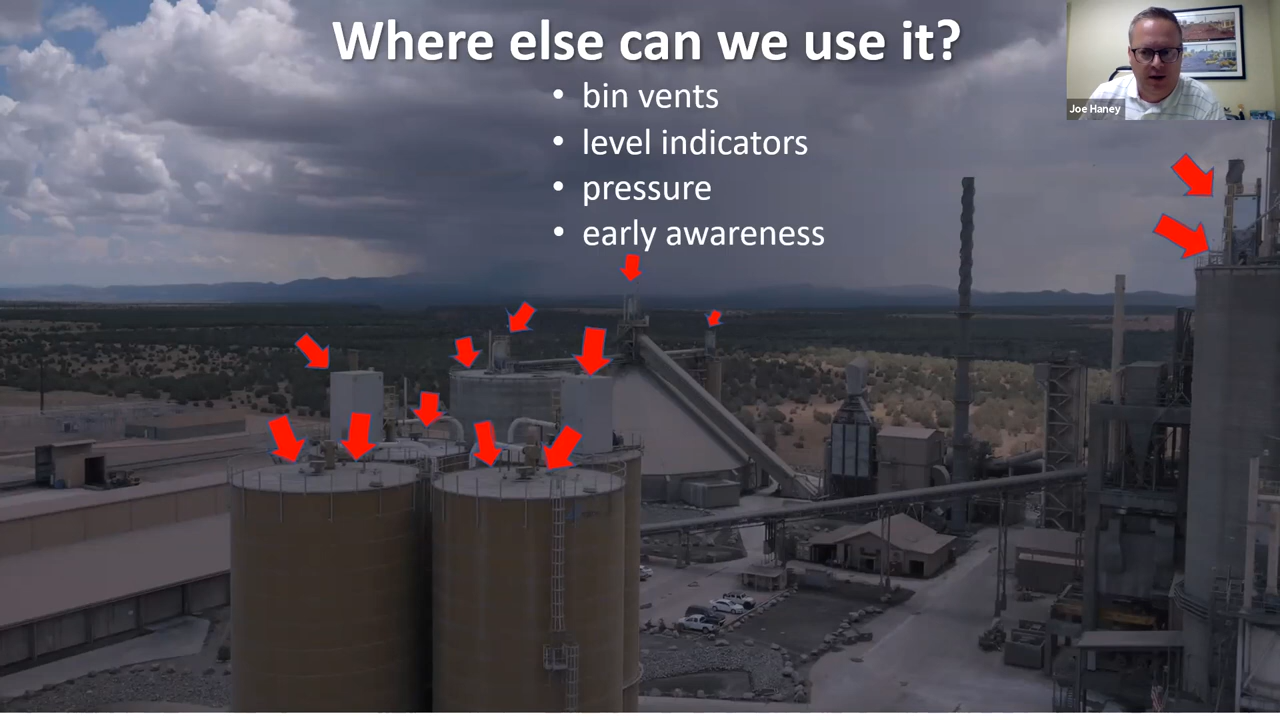 Where else can we use it?
• bin vents
• level indicators
• pressure
• early awareness
Joe Haney